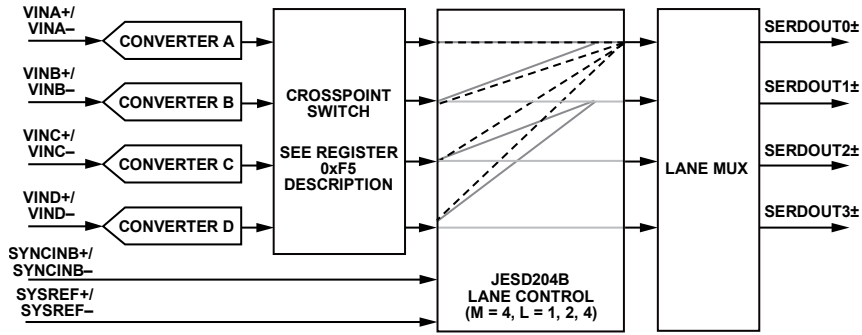 VINA+/
VINA–
CONVERTER A
VINB+/
VINB–
CONVERTER B
VINC+/
VINC–
CONVERTER C
VIND+/
VIND–
CONVERTER D
SYNCINB+/
SYNCINB–
SYSREF+/
SYSREF–
CROSSPOINT
SWITCH
SEE REGISTER
0xF5
DESCRIPTION
JESD204B
LANE CONTROL
(M = 4, L = 1, 2, 4)
LANE MUX
SERDOUT0±
SERDOUT1±
SERDOUT2±
SERDOUT3±